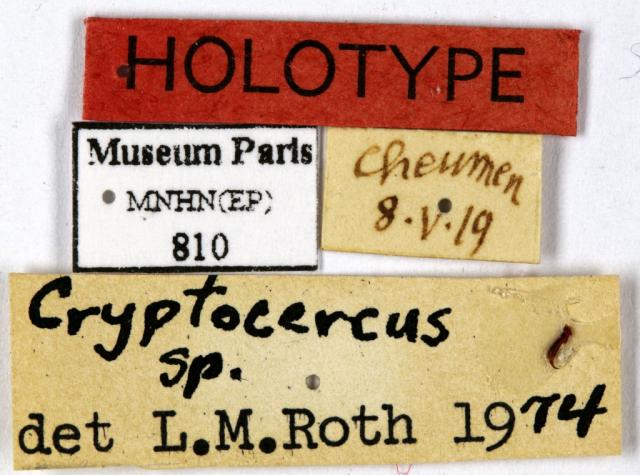 HOLOTYPE
Museum Paris
MNHN(EP)
810
Cheumen
8.V.19
Cryptocercus
sp.
det L.M.Roth 1974